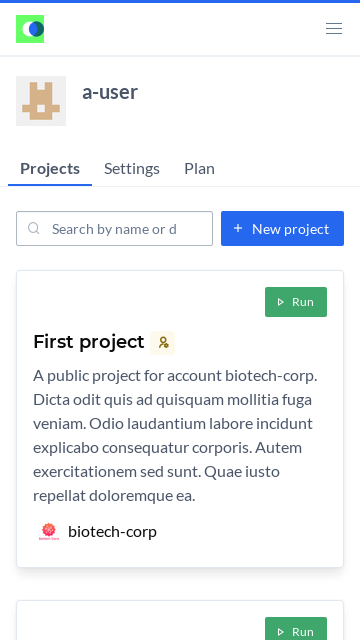 a-user
Projects Settings Plan
Search by name or d
New project
Run
First project
A public project for account biotech-corp.
Dicta odit quis ad quisquam mollitia fuga
veniam. Odio laudantium labore incidunt
explicabo consequatur corporis. Autem
exercitationem sed sunt. Quae iusto
repellat doloremque ea.
biotech-corp
Run